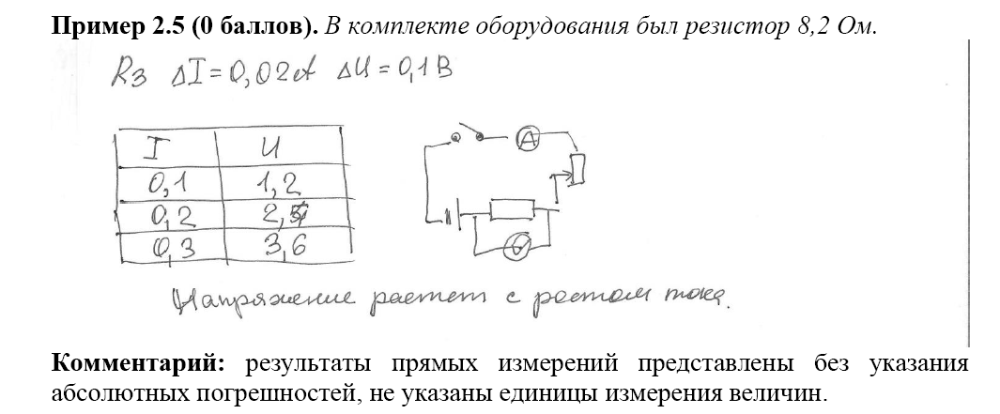 Пример 2.5 (0 баллов). В комплекте оборудования был резистор 8,2 Ом.
R3 ΔI = 0,02 A ΔU = 0,1 В
I U
0,1 1,2
0,2 2,4
0,3 3,6
A
V
Напряжение растет с ростом тока.
Комментарий: результаты прямых измерений представлены без указания
абсолютных погрешностей, не указаны единицы измерения величин.